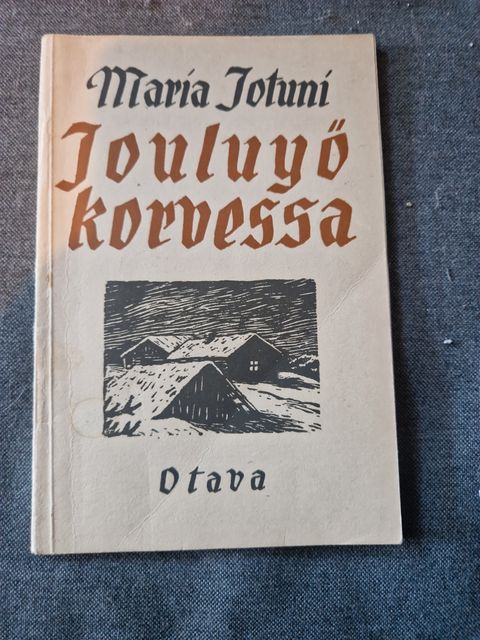 Maria Jotuni
Jouluyö
korvessa
Otava